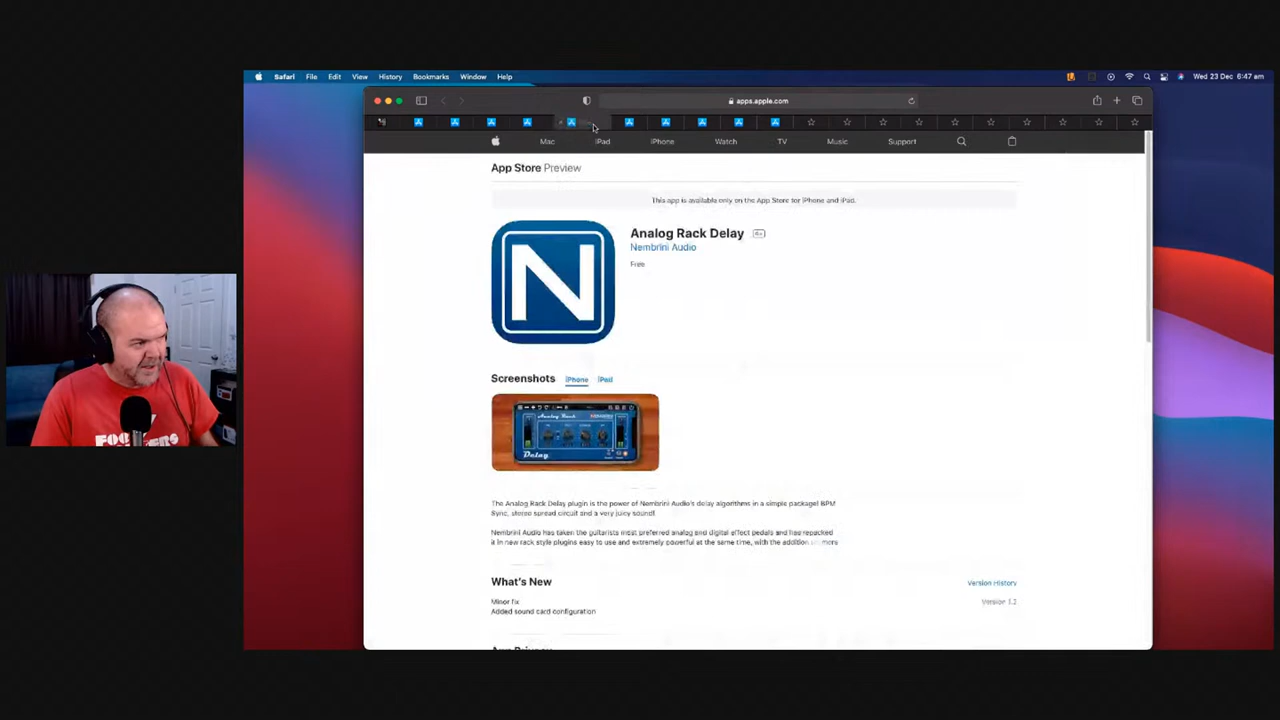 Safari File Edit View History Bookmarks Window Help Wed 23 Dec 6:47 am
apps.apple.com
Mac iPad iPhone Watch TV Music Support
App Store Preview
This app is available only on the App Store for iPhone and iPad.
Analog Rack Delay 4+
Nembrini Audio
Free
N
Screenshots iPhone iPad
Analog Rack
Delay
The Analog Rack Delay plugin is the power of Nembrini Audio's delay algorithms in a simple package! BPM
Sync, stereo spread circuit and a very juicy sound!
Nembrini Audio has taken the guitarists most preferred analog and digital effect pedals and has repacked
it in new rack style plugins easy to use and extremely powerful at the same time, with the addition more
What's New Version History
Minor fix Version 1.2
Added sound card configuration
App Privacy